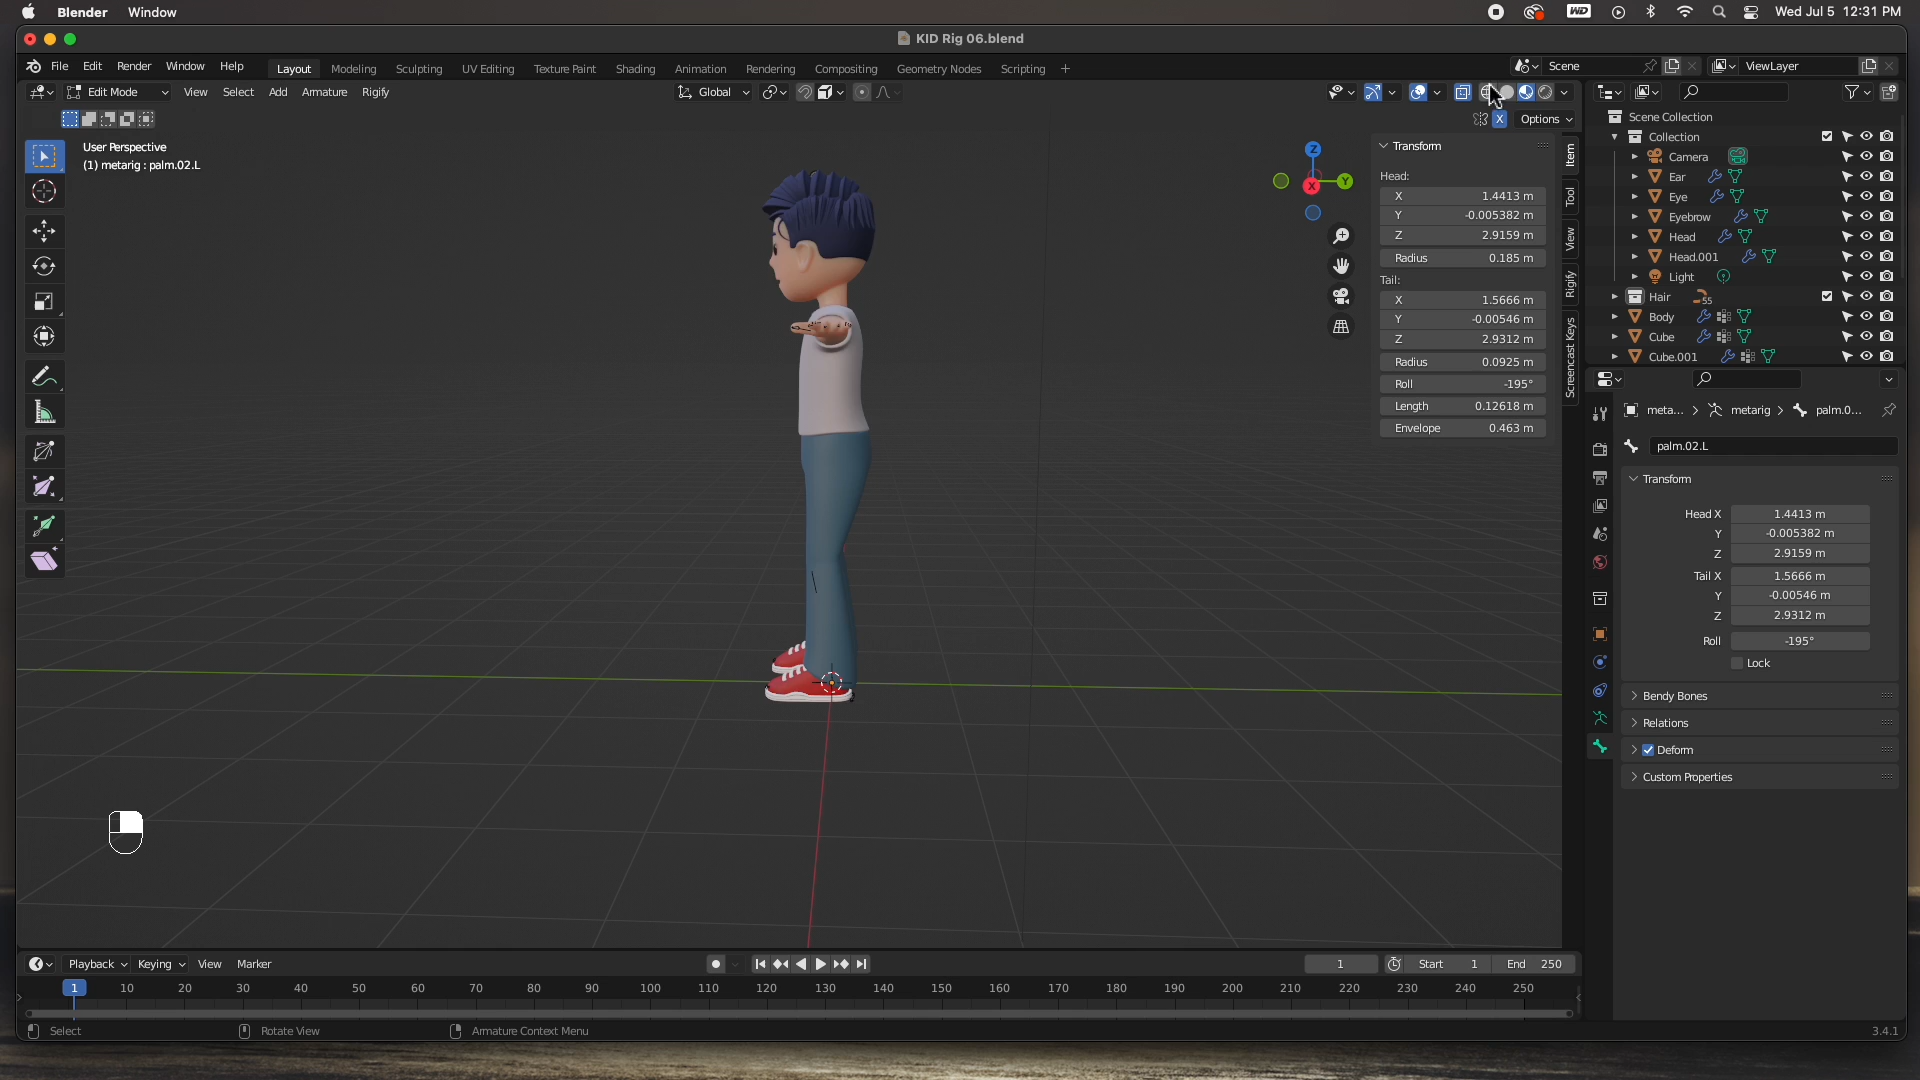 Blender Window
WD
Wed Jul 5 12:31 PM
KID Rig 06.blend
File Edit Render Window Help
Layout Modeling Sculpting UV Editing Texture Paint Shading Animation Rendering Compositing Geometry Nodes Scripting +
Scene
ViewLayer
Edit Mode View Select Add Armature Rigify
Global
X Options
User Perspective
(1) metarig : palm.02.L
Z
Y
X
Transform
Head:
X 1.4413 m
Y -0.005382 m
Z 2.9159 m
Radius 0.185 m
Tail:
X 1.5666 m
Y -0.00546 m
Z 2.9312 m
Radius 0.0925 m
Roll -195°
Length 0.12618 m
Envelope 0.463 m
Item
Tool
View
Rigify
Screencast Keys
Scene Collection
Collection
Camera
Ear
Eye
Eyebrow
Head
Head.001
Light
Hair 55
Body
Cube
Cube.001
meta... metarig palm.0...
palm.02.L
Transform
Head X 1.4413 m
Y -0.005382 m
Z 2.9159 m
Tail X 1.5666 m
Y -0.00546 m
Z 2.9312 m
Roll -195°
Lock
Bendy Bones
Relations
Deform
Custom Properties
Playback Keying View Marker
1 Start 1 End 250
1 10 20 30 40 50 60 70 80 90 100 110 120 130 140 150 160 170 180 190 200 210 220 230 240 250
Select Rotate View Armature Context Menu
3.4.1